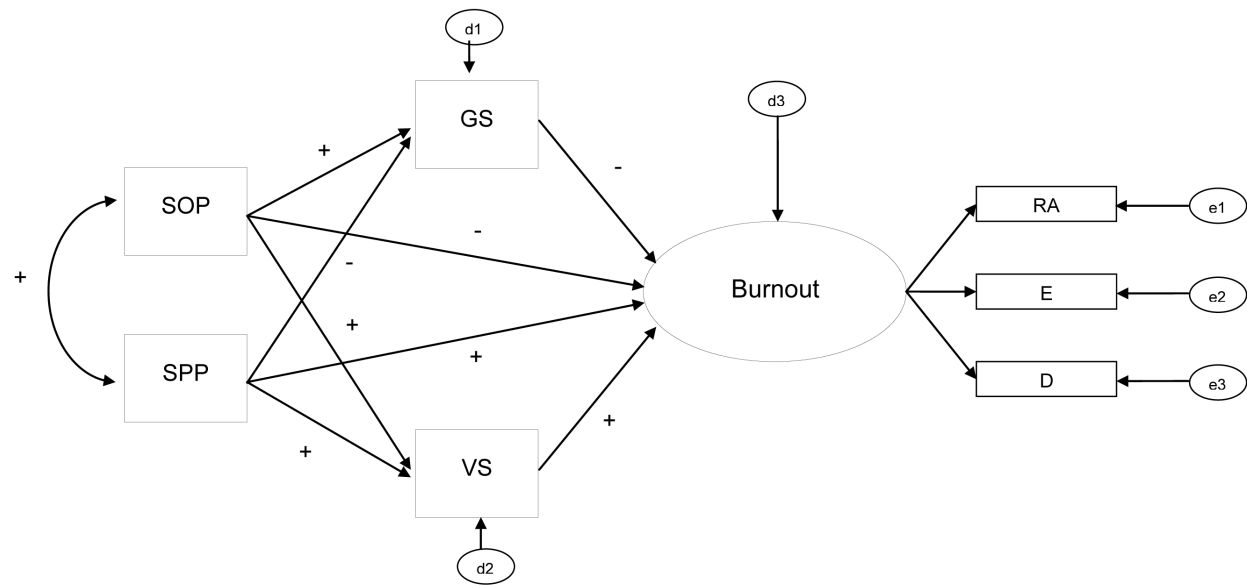 d1
GS
d3
+
-
SOP
RA
e1
-
-
+
Burnout
E
e2
+
SPP
+
D
e3
+
+
VS
d2